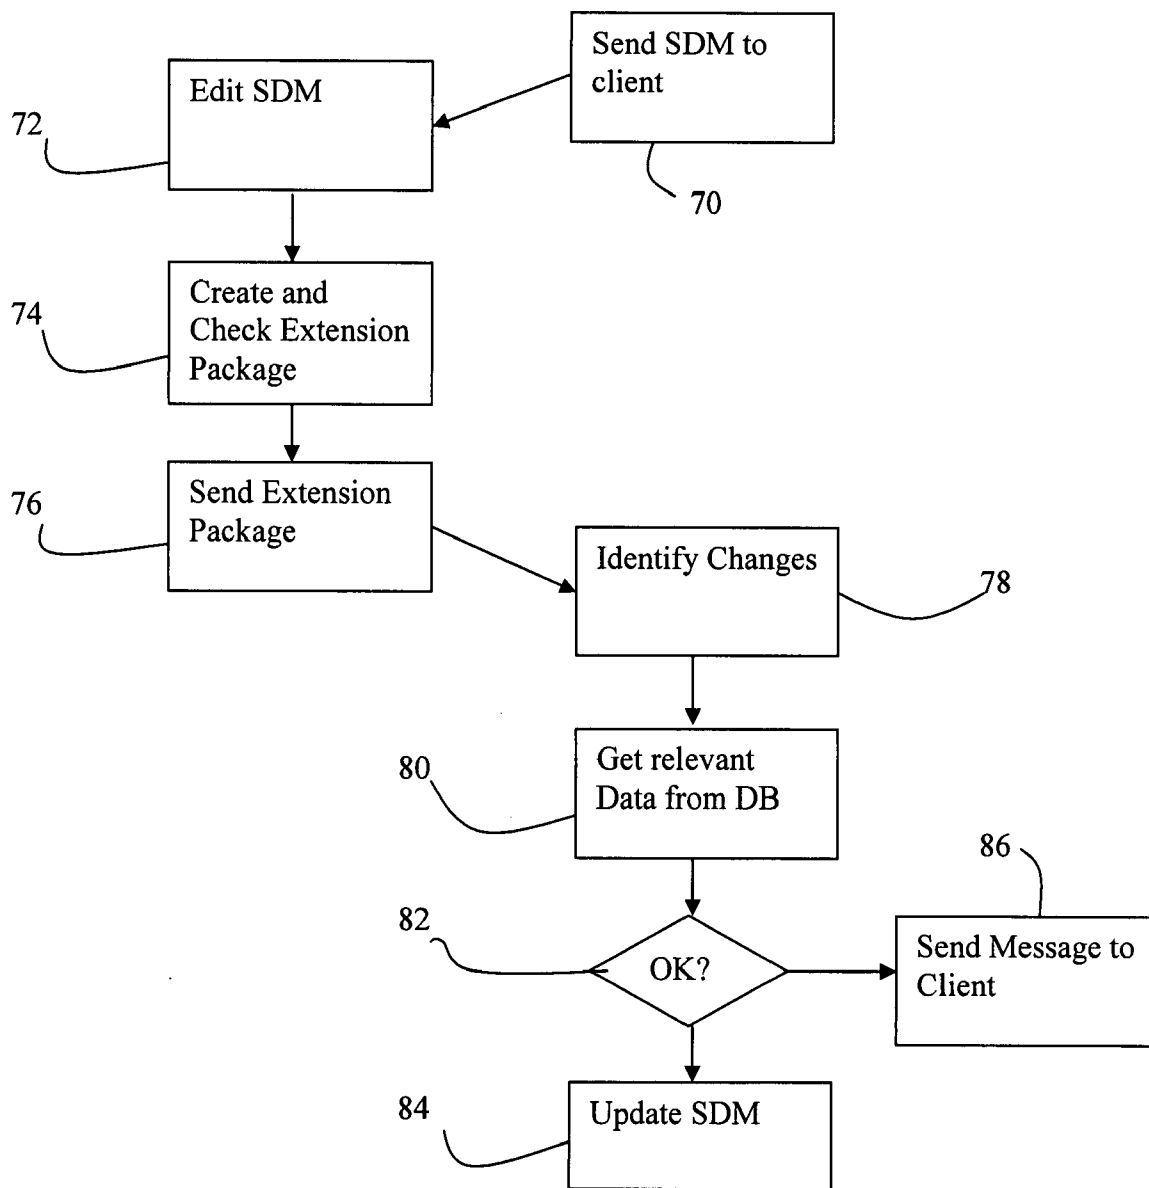 Send SDM to
client
70
Edit SDM
72
Create and
Check Extension
Package
74
Send Extension
Package
76
Identify Changes
78
Get relevant
Data from DB
80
OK?
82
Send Message to
Client
86
Update SDM
84